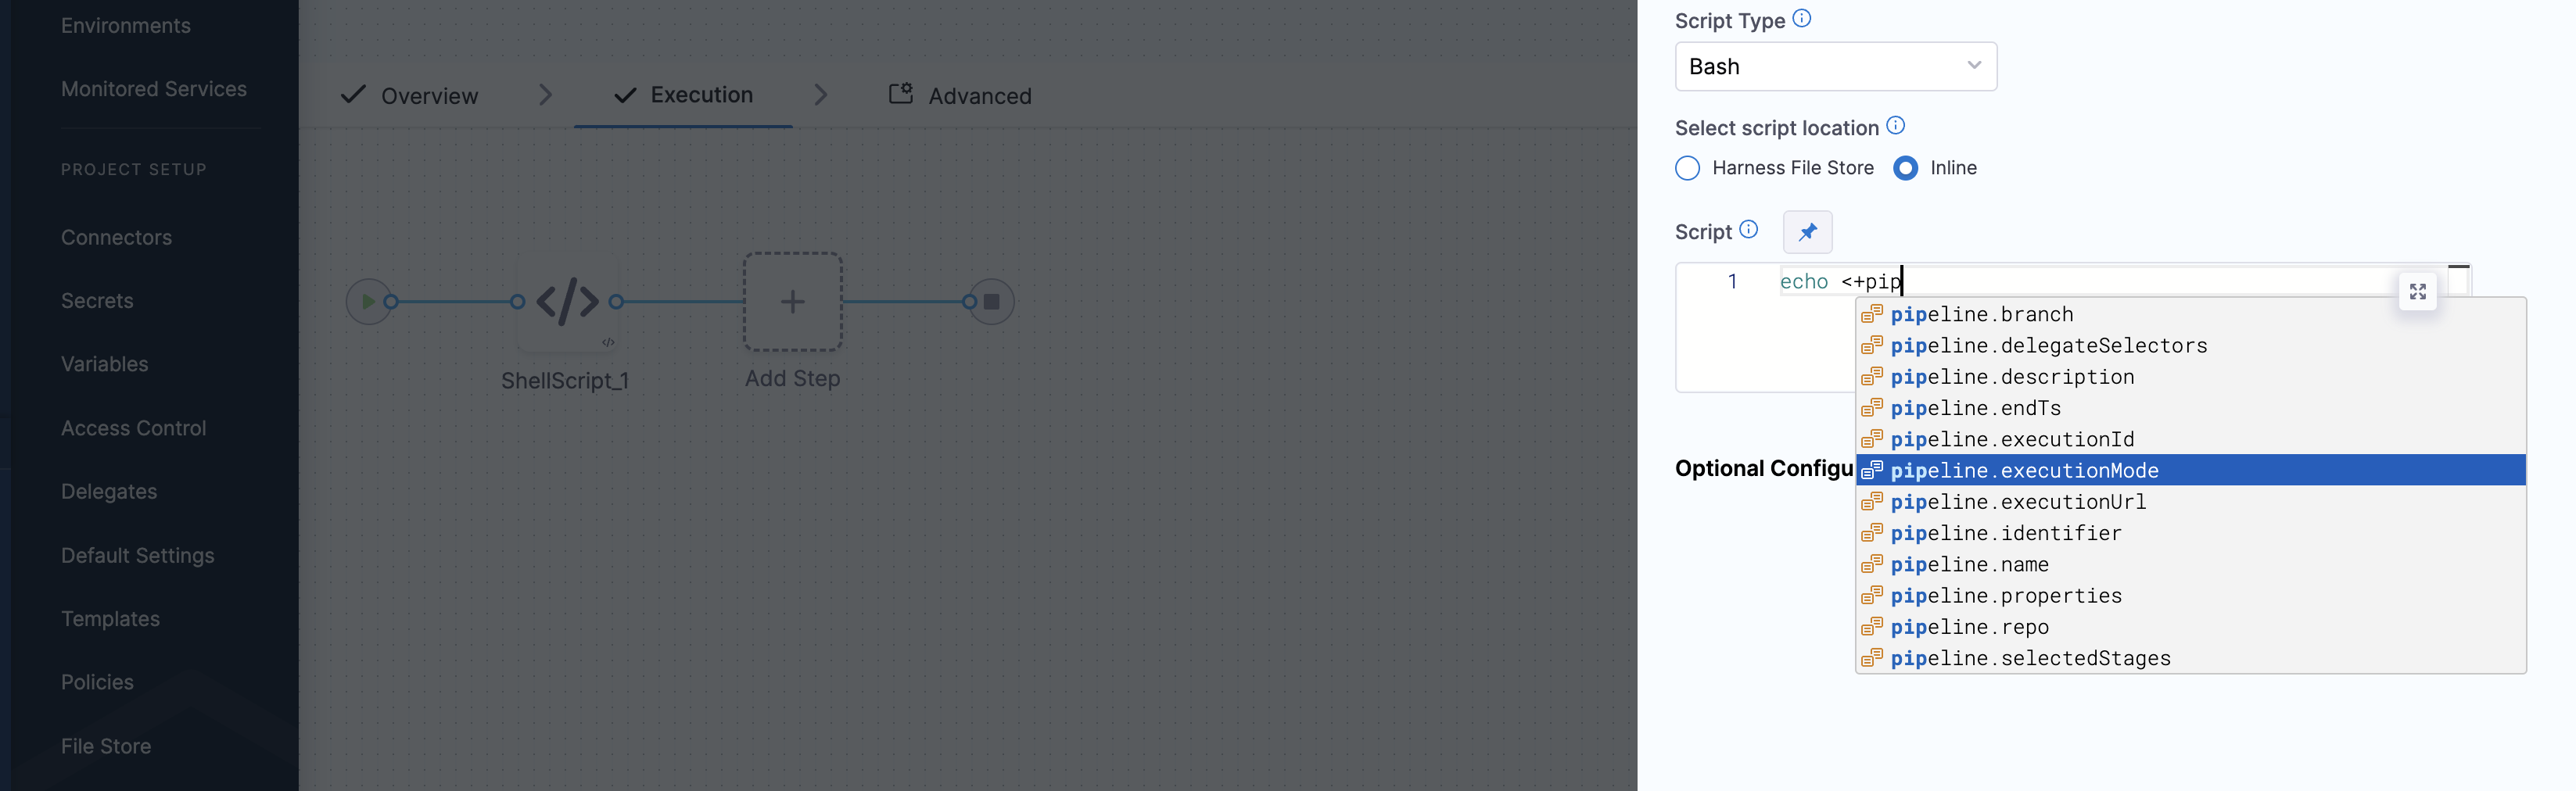 Environments
Monitored Services
PROJECT SETUP
Connectors
Secrets
Variables
Access Control
Delegates
Default Settings
Templates
Policies
File Store
Overview
Execution
Advanced
ShellScript_1
Add Step
Script Type
Bash
Select script location
Harness File Store
Inline
Script
1 echo <+pip
pipeline.branch
pipeline.delegateSelectors
pipeline.description
pipeline.endTs
pipeline.executionId
pipeline.executionMode
pipeline.executionUrl
pipeline.identifier
pipeline.name
pipeline.properties
pipeline.repo
pipeline.selectedStages
Optional Configu